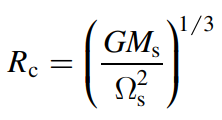 R_c = (GM_s / Ω_s^2)^{1/3}